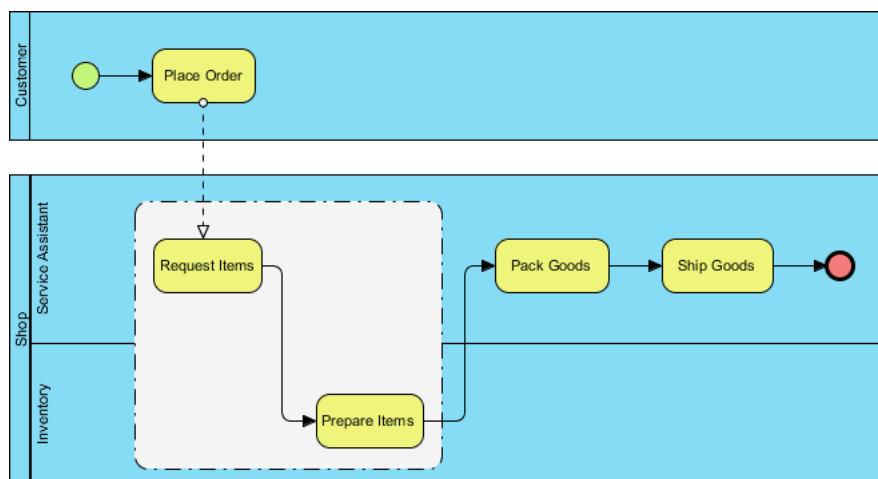 Customer
Place Order
Shop
Service Assistant
Request Items
Pack Goods
Ship Goods
Inventory
Prepare Items